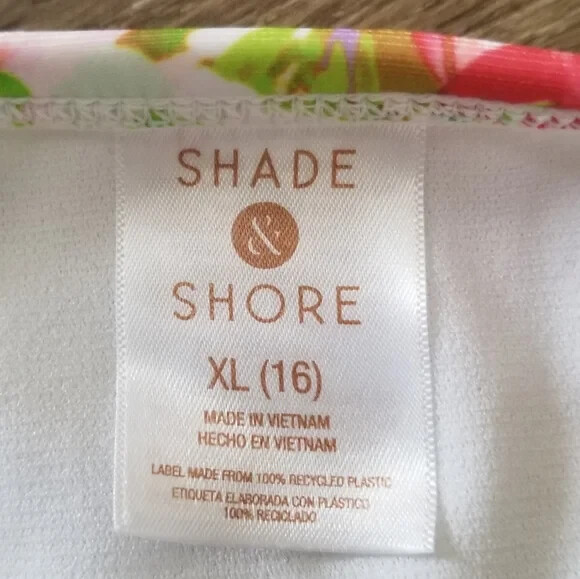 SHADE
&
SHORE
XL (16)
MADE IN VIETNAM
HECHO EN VIETNAM
LABEL MADE FROM 100% RECYCLED PLASTIC
ETIQUETA ELABORADA CON PLASTICO
100% RECICLADO